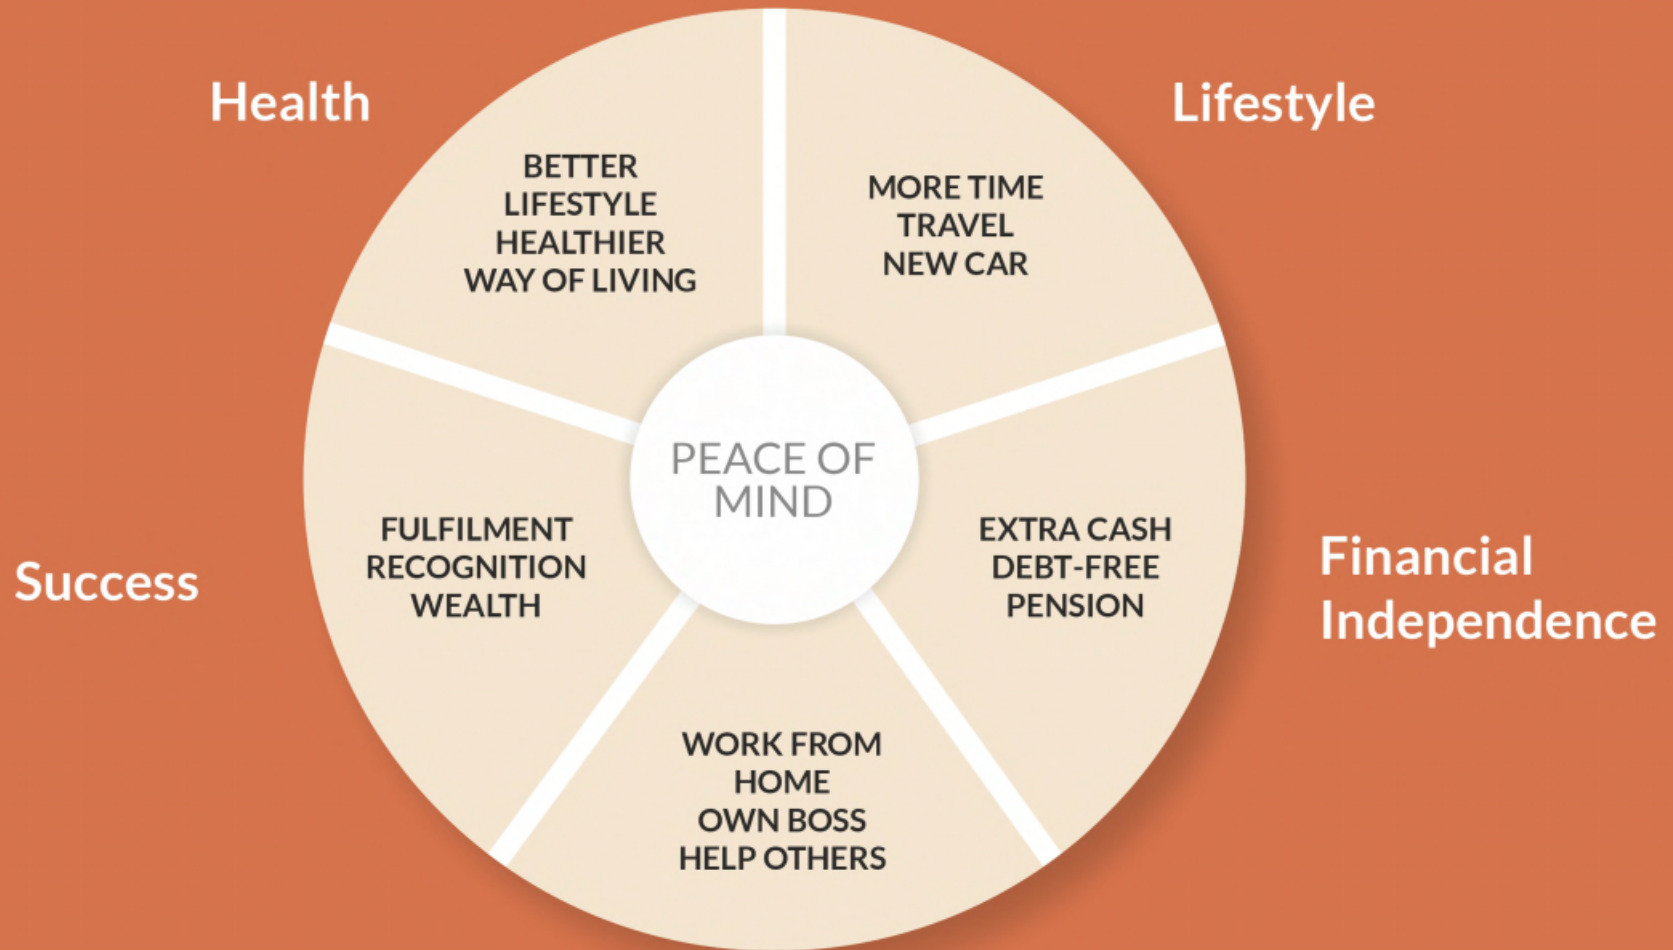 Health
Lifestyle
BETTER
LIFESTYLE
HEALTHIER
WAY OF LIVING
MORE TIME
TRAVEL
NEW CAR
PEACE OF
MIND
Success
FULFILMENT
RECOGNITION
WEALTH
EXTRA CASH
DEBT-FREE
PENSION
Financial
Independence
WORK FROM
HOME
OWN BOSS
HELP OTHERS